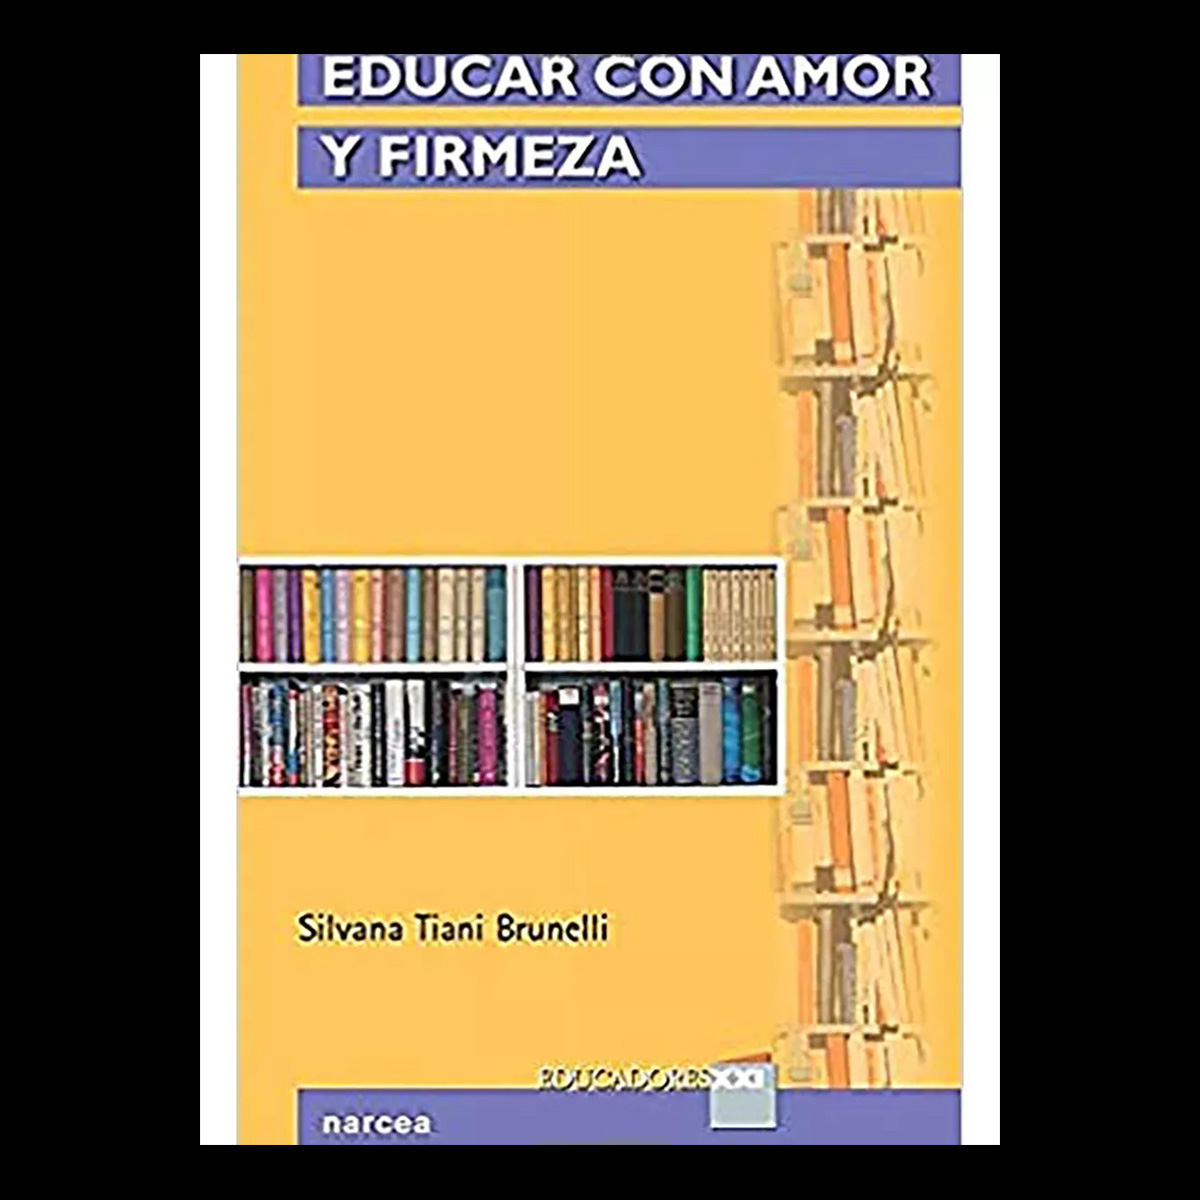 EDUCAR CON AMOR
Y FIRMEZA
Silvana Tiani Brunelli
EDUCADORES XXI
narcea